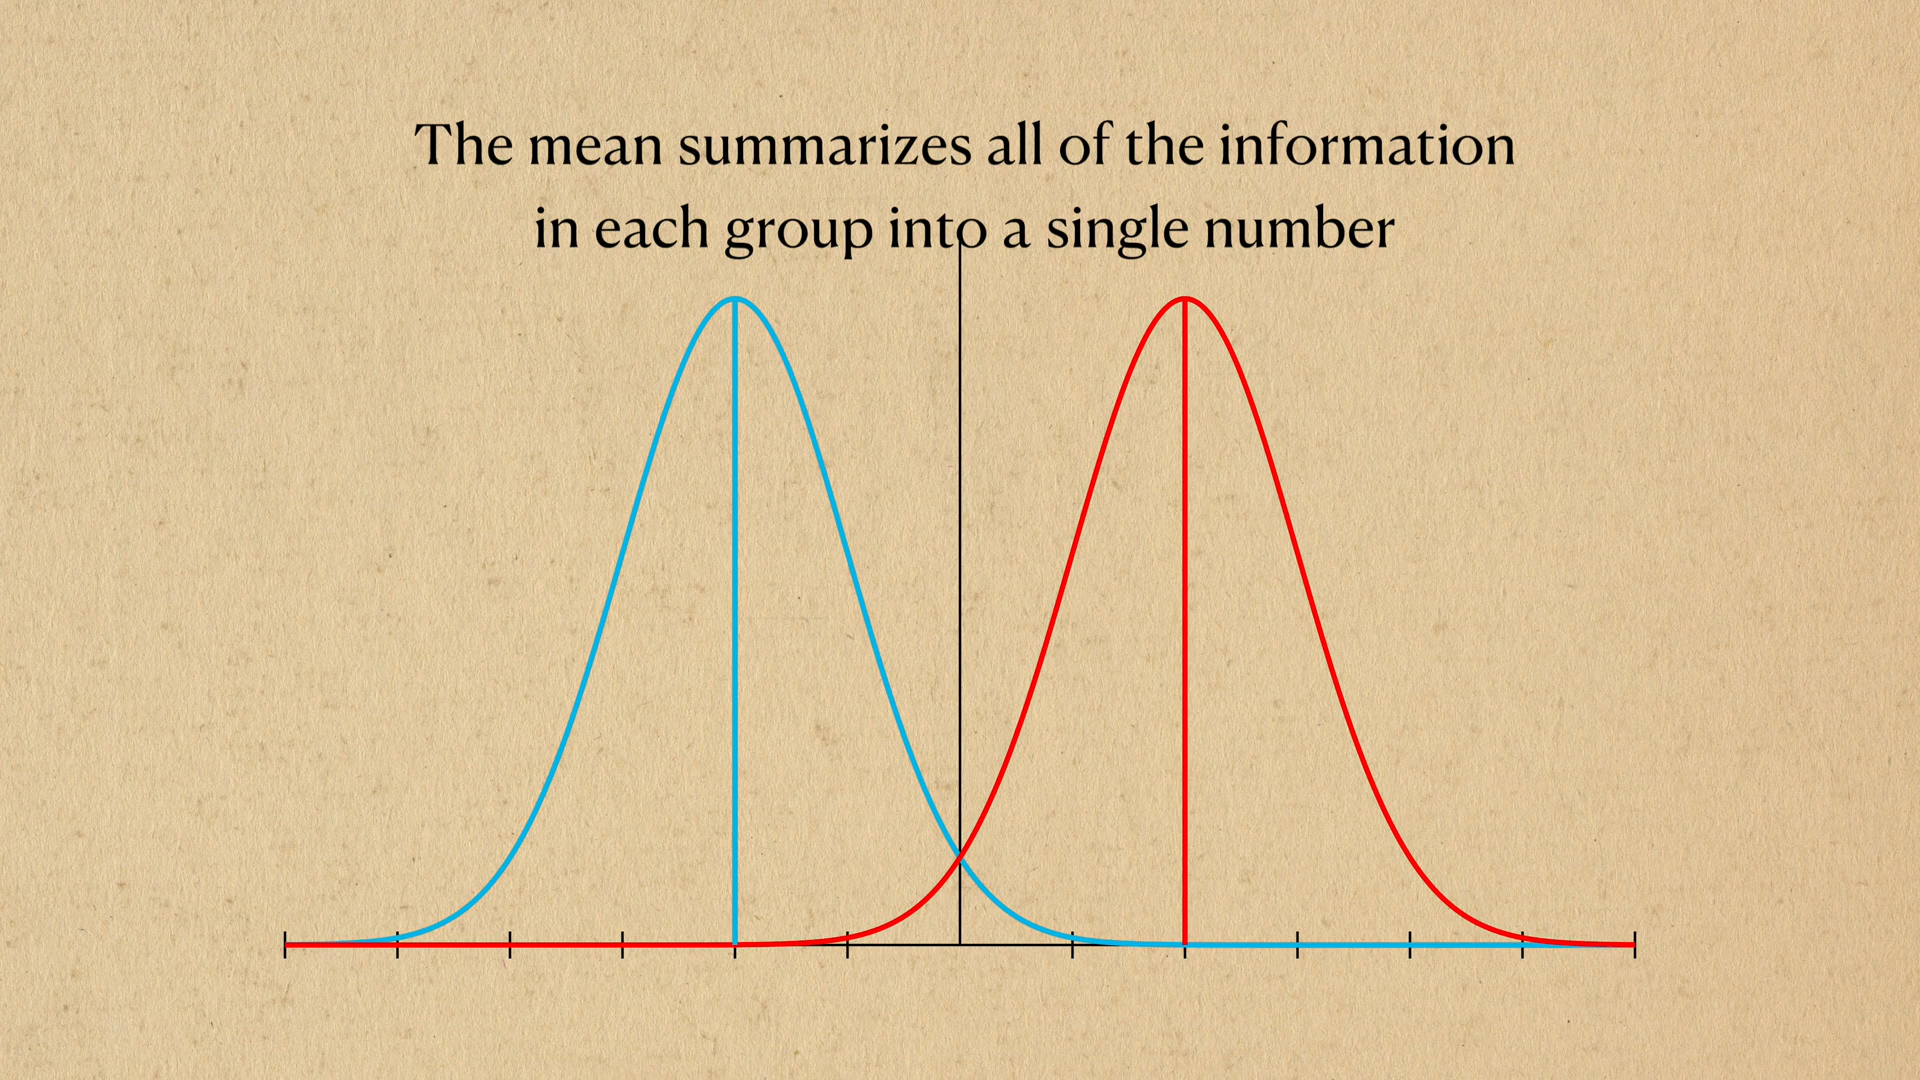 The mean summarizes all of the information
in each group into a single number